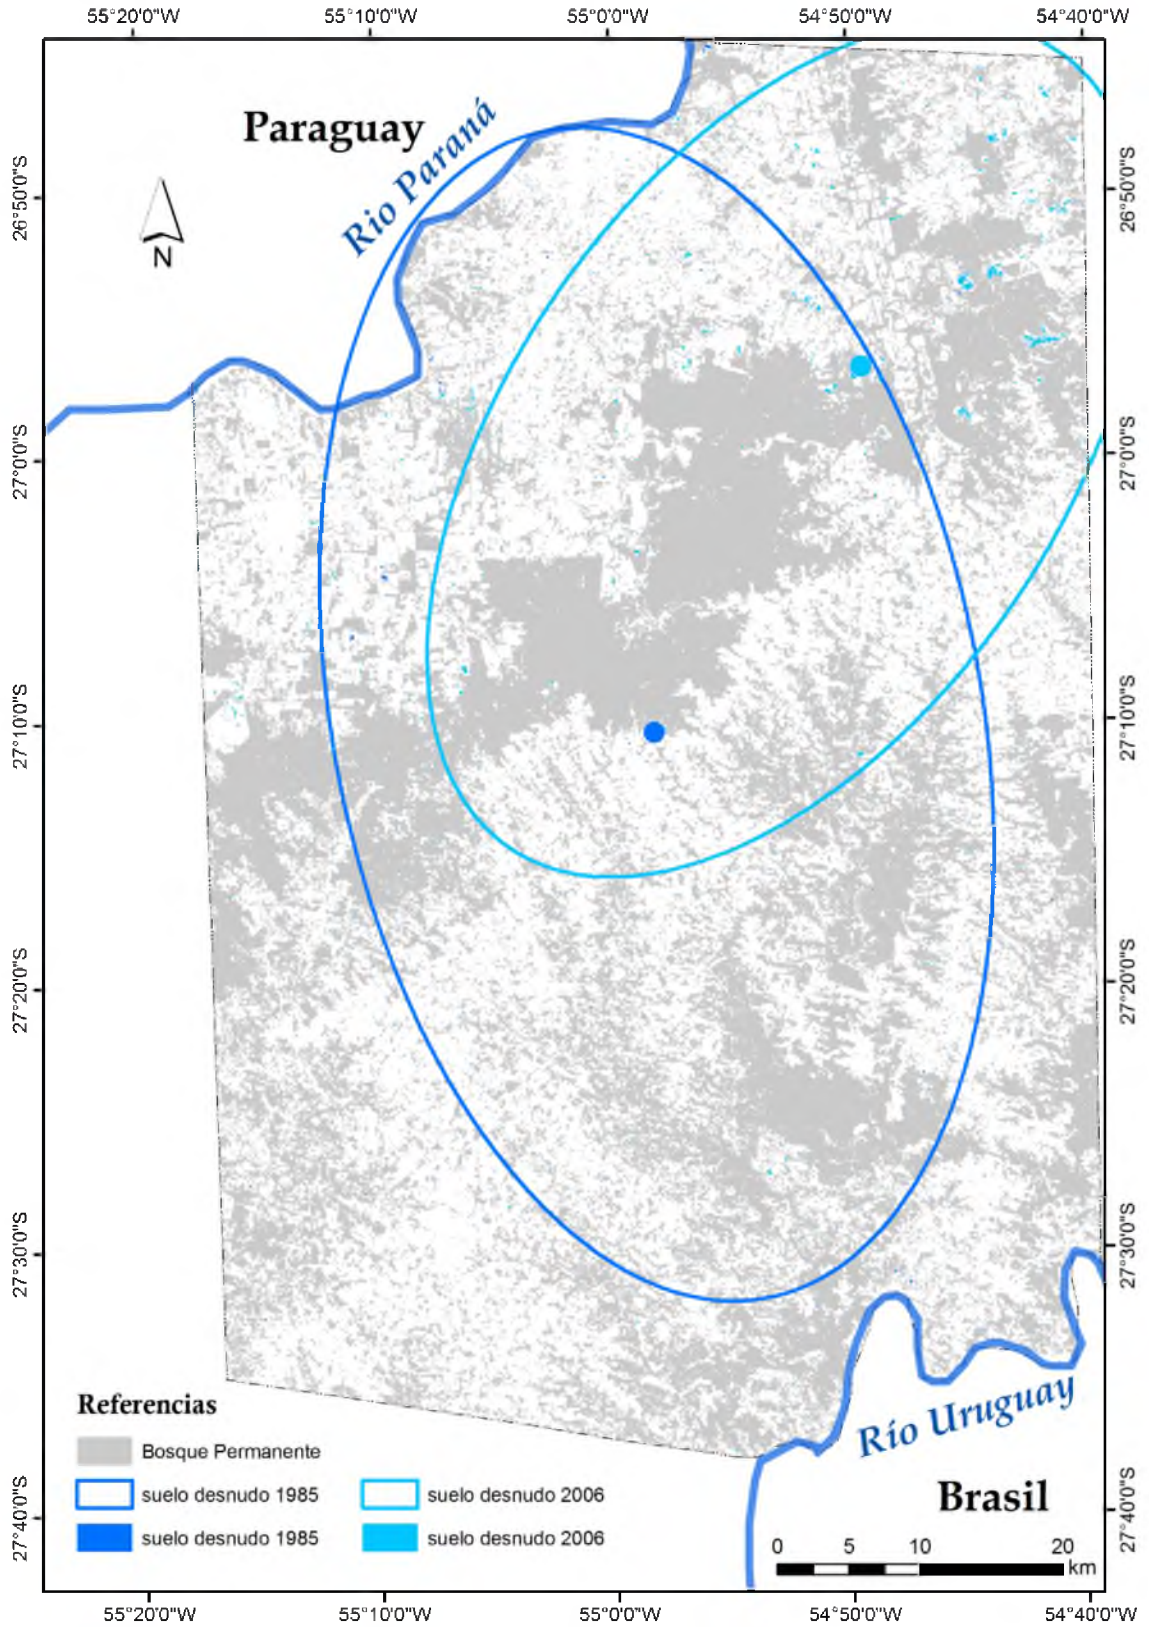 55°20'0"W 55°10'0"W 55°0'0"W 54°50'0"W 54°40'0"W
Paraguay
Rio Paraná
N
26°50'0"S
27°0'0"S
27°10'0"S
27°20'0"S
27°30'0"S
27°40'0"S
26°50'0"S
27°0'0"S
27°10'0"S
27°20'0"S
27°30'0"S
27°40'0"S
Río Uruguay
Brasil
Referencias
Bosque Permanente
suelo desnudo 1985 suelo desnudo 2006
suelo desnudo 1985 suelo desnudo 2006
0 5 10 20
km
55°20'0"W 55°10'0"W 55°0'0"W 54°50'0"W 54°40'0"W